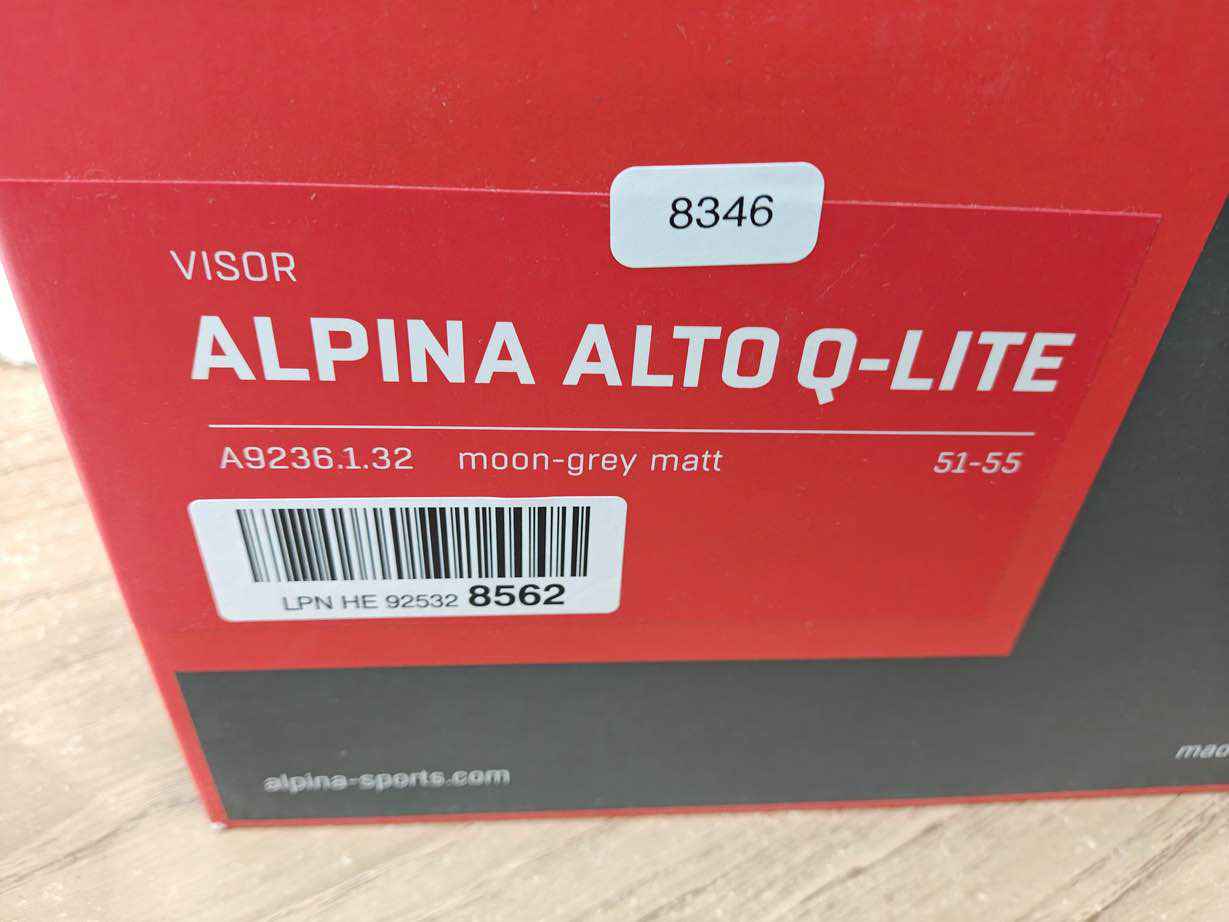 8346
VISOR
ALPINA ALTO Q-LITE
A9236.1.32 moon-grey matt 51-55
LPN HE 92532 8562
alpina-sports.com